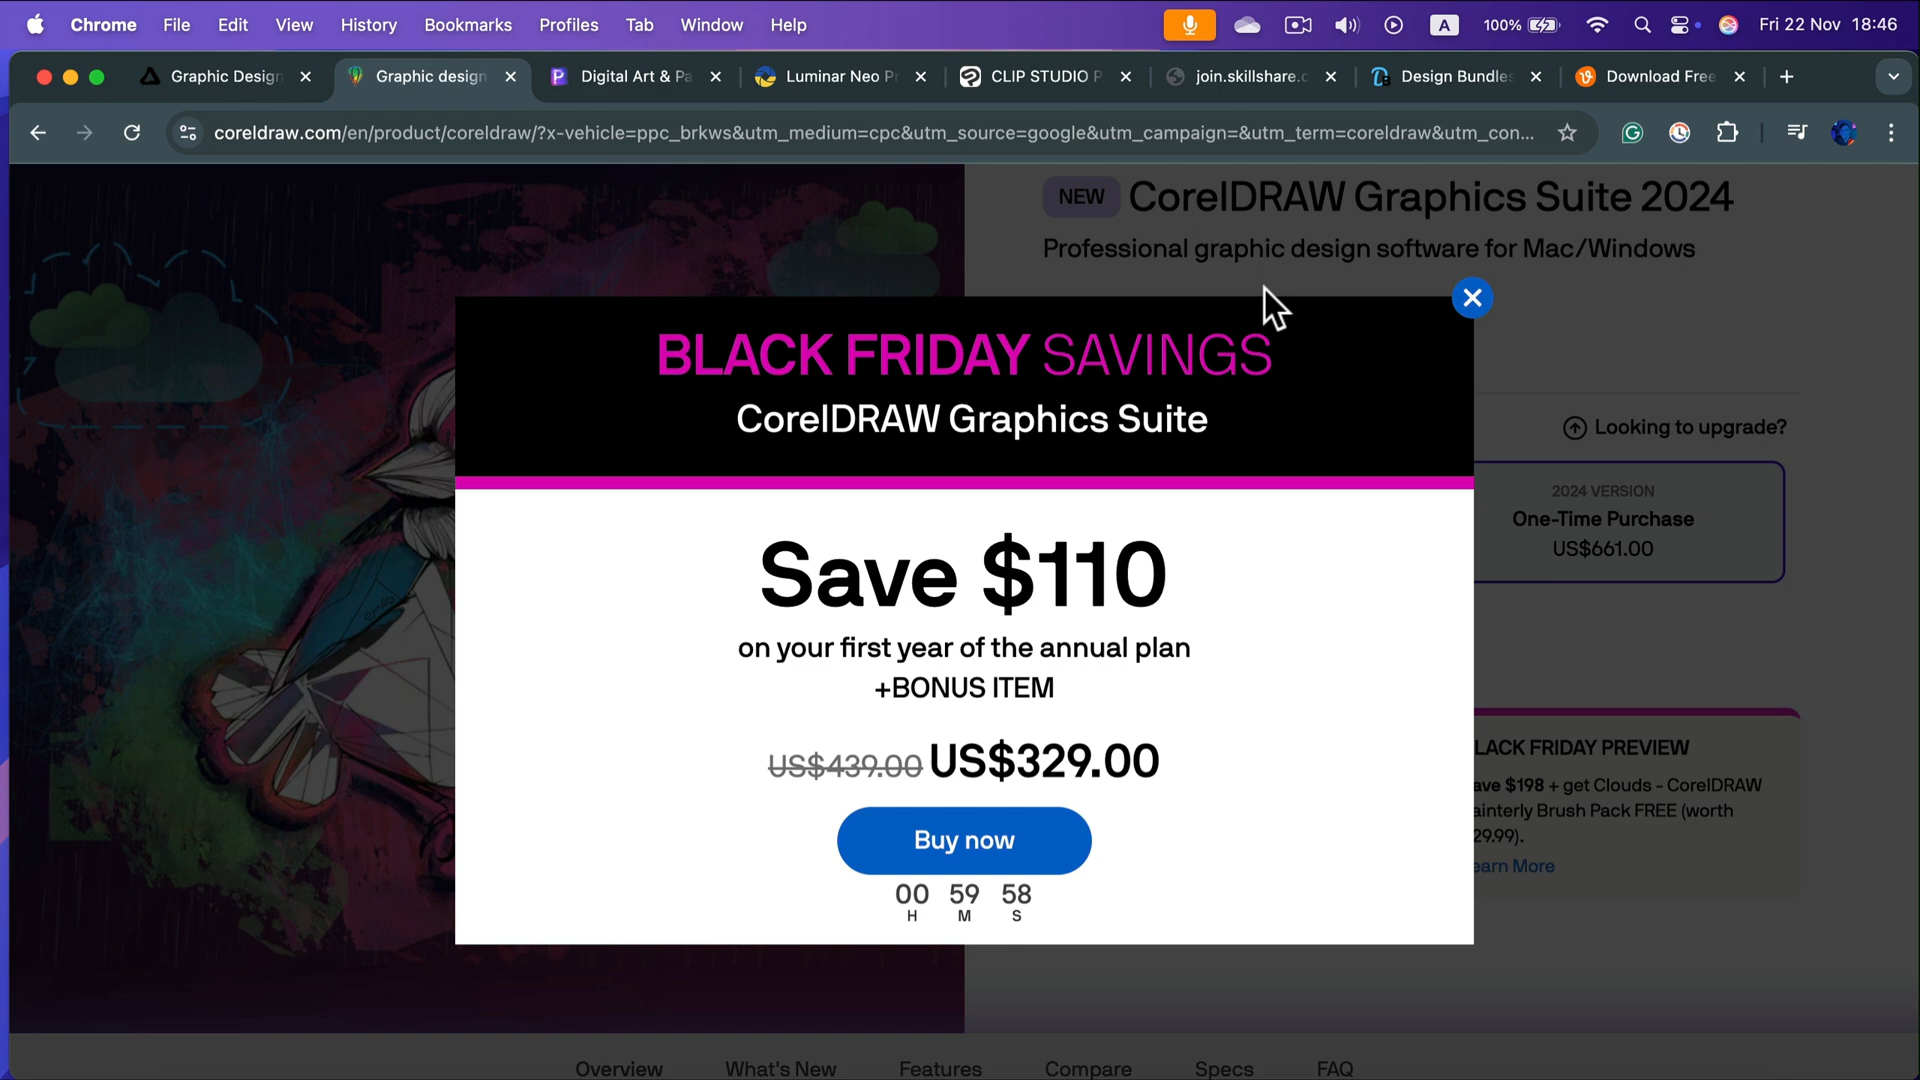 Chrome File Edit View History Bookmarks Profiles Tab Window Help A 100% Fri 22 Nov 18:46
Graphic Design Graphic design Digital Art & Pa Luminar Neo P CLIP STUDIO P join.skillshare.c Design Bundles Download Free
coreldraw.com/en/product/coreldraw/?x-vehicle=ppc_brkws&utm_medium=cpc&utm_source=google&utm_campaign=&utm_term=coreldraw&utm_con...
NEW CorelDRAW Graphics Suite 2024
Professional graphic design software for Mac/Windows
BLACK FRIDAY SAVINGS
CorelDRAW Graphics Suite
Looking to upgrade?
2024 VERSION
One-Time Purchase
US$661.00
Save $110
on your first year of the annual plan
+BONUS ITEM
US$439.00 US$329.00
Buy now
00 59 58
H M S
LACK FRIDAY PREVIEW
ave $198 + get Clouds - CorelDRAW
ainterly Brush Pack FREE (worth
29.99).
earn More
Overview What's New Features Compare Specs FAQ